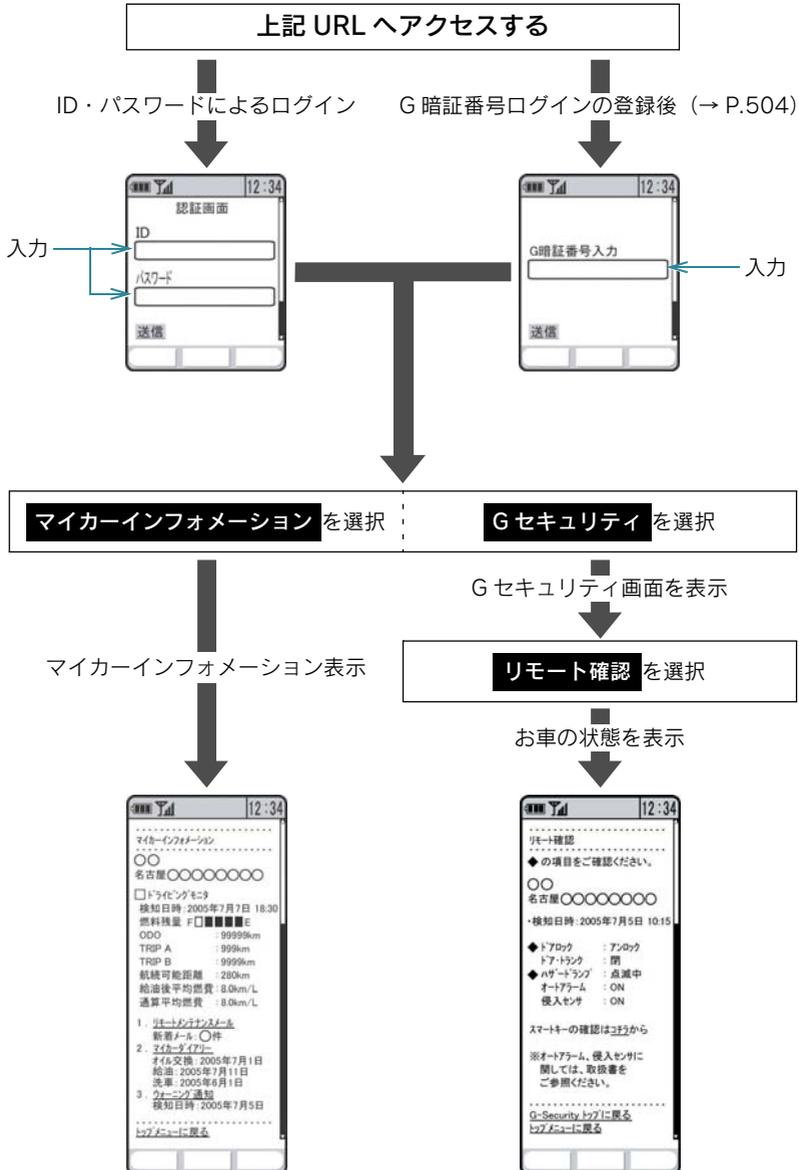 上記 URL へアクセスする
ID・パスワードによるログイン
G 暗証番号ログインの登録後（→ P.504）
12:34
認証画面
ID
パスワード
送信
入力
12:34
G暗証番号入力
送信
入力
マイカーインフォメーション を選択
G セキュリティ を選択
G セキュリティ画面を表示
マイカーインフォメーション表示
リモート確認 を選択
お車の状態を表示
12:34
マイカーインフォメーション
○○
名古屋○○○○○○○○
□ドライビングモニタ
検知日時:2005年7月7日 18:30
燃料残量 F□■■■■E
ODO :99999km
TRIP A :999km
TRIP B :9999km
航続可能距離 :280km
給油後平均燃費:8.0km/L
通算平均燃費 :8.0km/L
1．リモートメンテナンスメール
新着メール:○件
2．マイカーダイアリー
オイル交換:2005年7月1日
給油:2005年7月11日
洗車:2005年6月1日
3．ウォーニング通知
検知日時:2005年7月5日
トップメニューに戻る
12:34
リモート確認
◆の項目をご確認ください。
○○
名古屋○○○○○○○○
・検知日時:2005年7月5日 10:15
◆ドアロック :アンロック
ドア・トランク :閉
◆ハザードランプ :点滅中
オートアラーム :ON
侵入センサ :ON
スマートキーの確認はコチラから
※オートアラーム、侵入センサに
関しては、取扱書を
ご参照ください。
G-Security トップに戻る
トップメニューに戻る